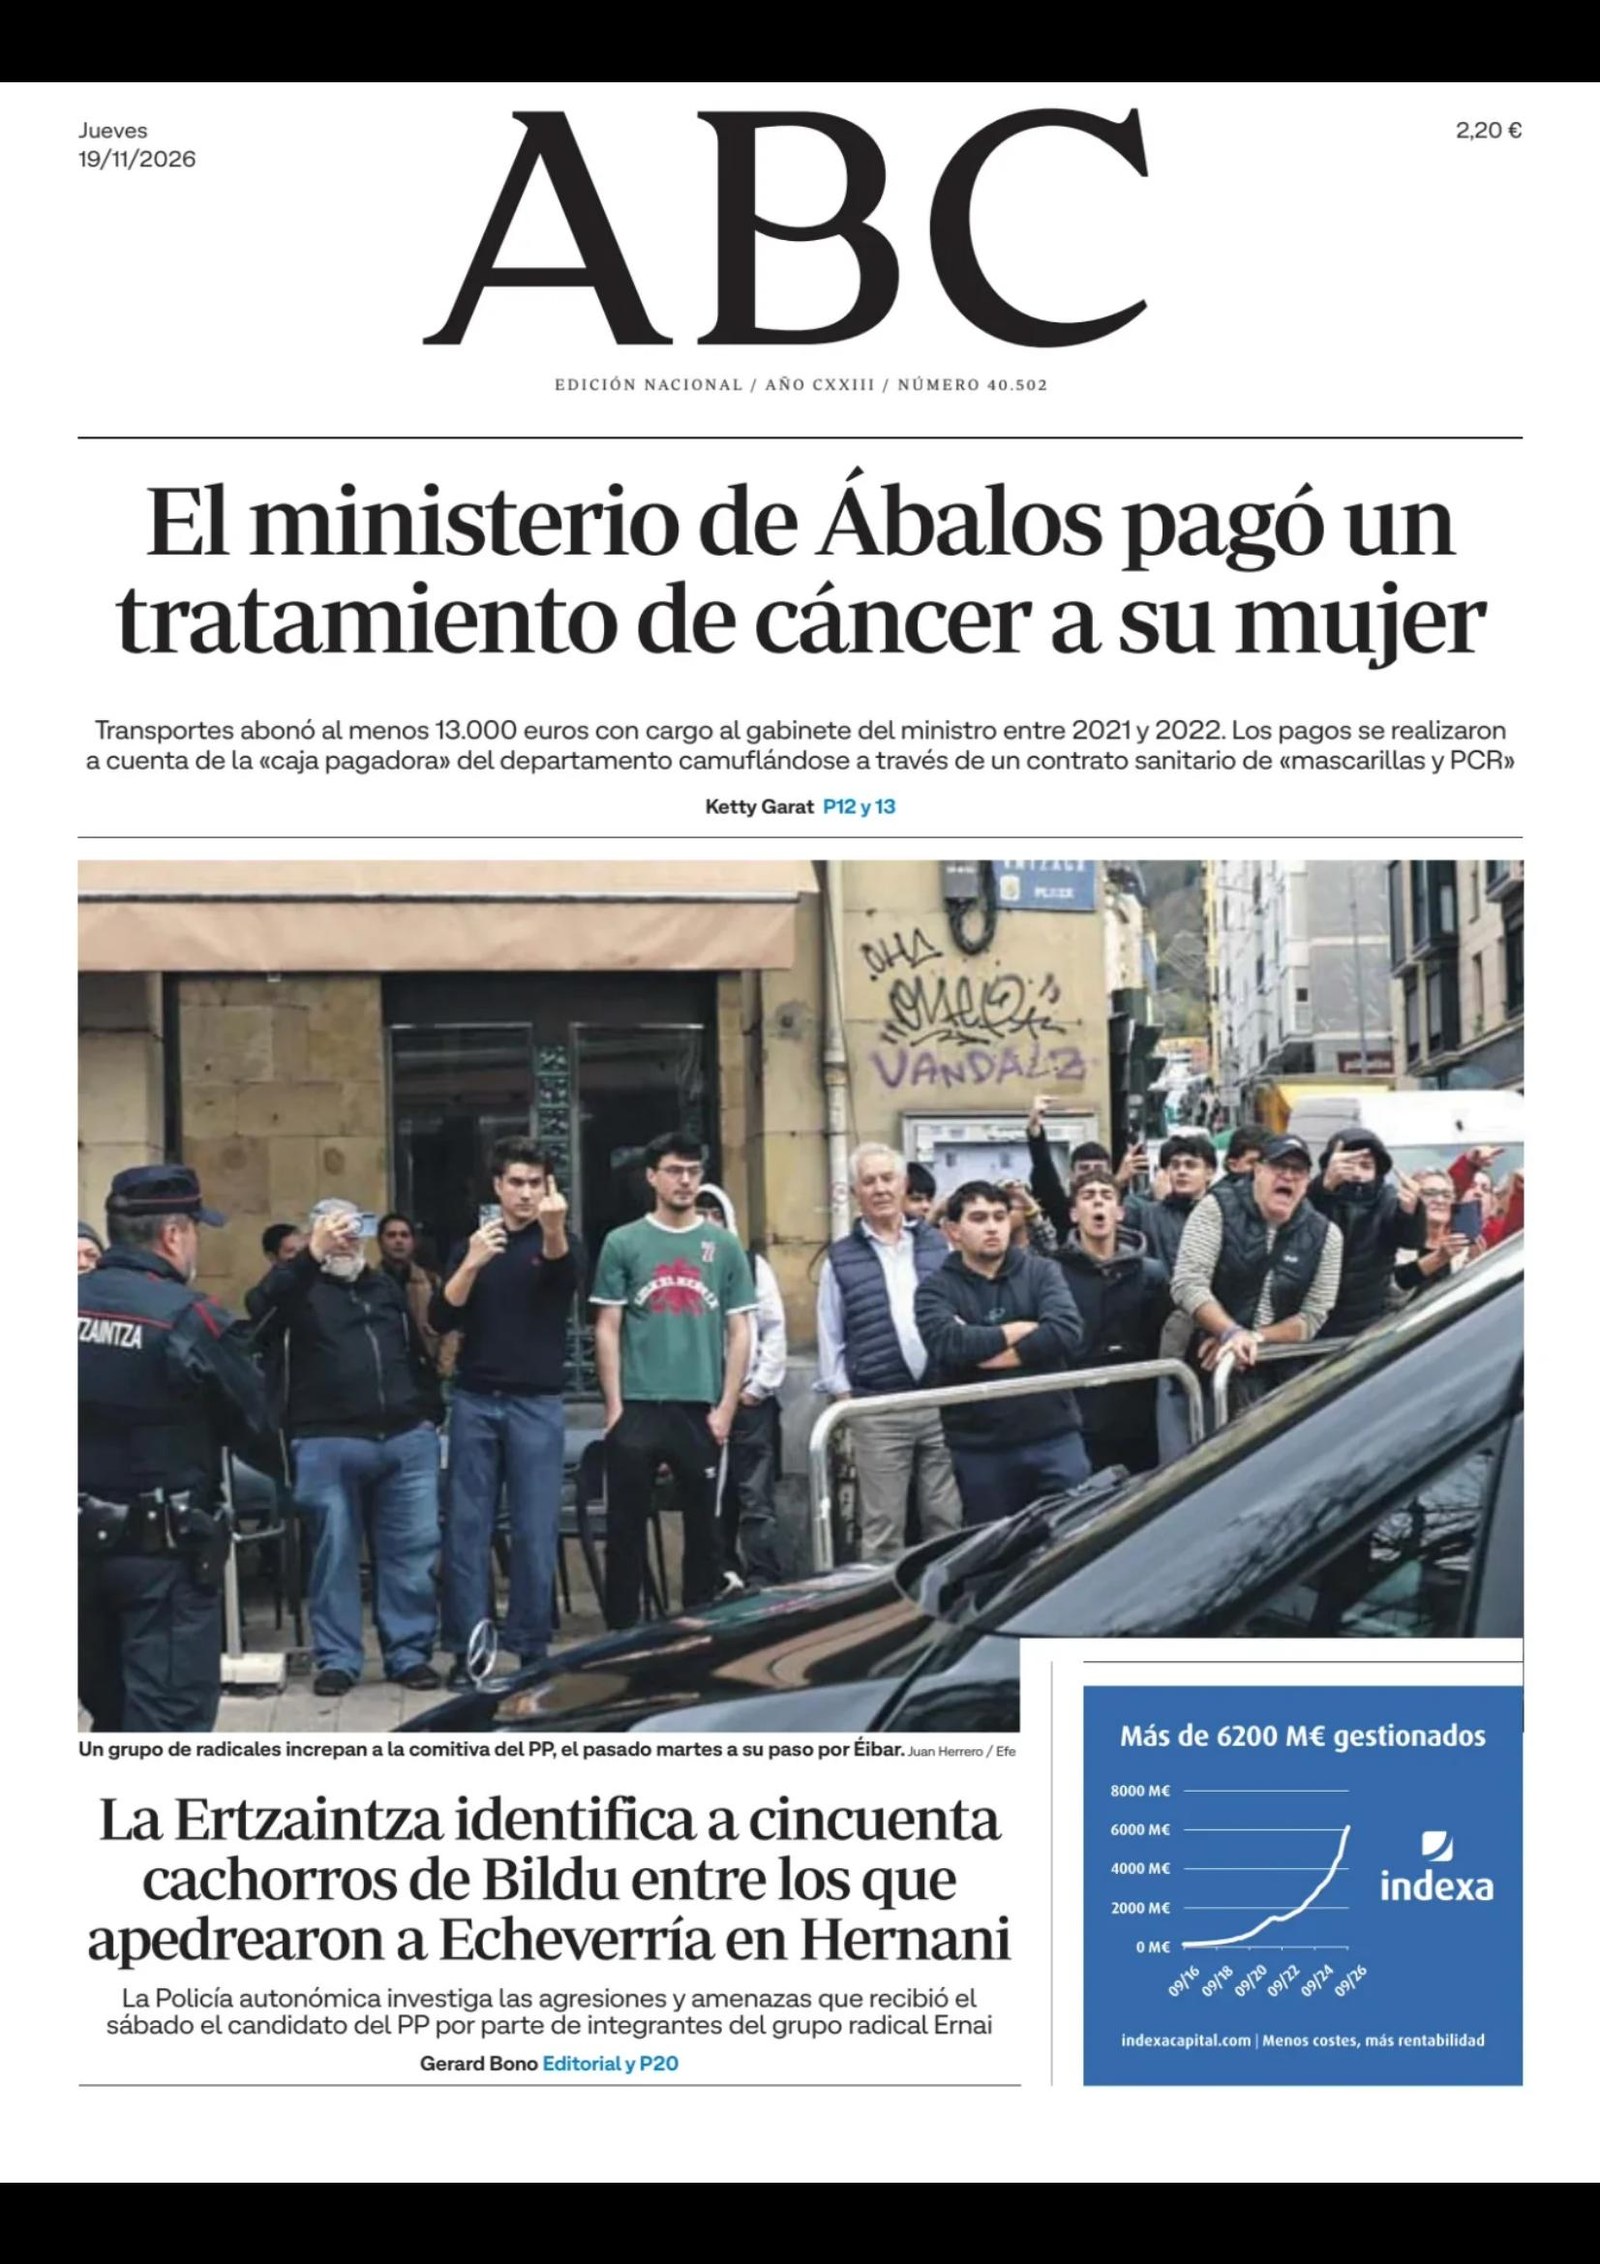 Jueves
19/11/2026
ABC
2,20 €
EDICIÓN NACIONAL / AÑO CXXIII / NÚMERO 40.502
El ministerio de Ábalos pagó un
tratamiento de cáncer a su mujer
Transportes abonó al menos 13.000 euros con cargo al gabinete del ministro entre 2021 y 2022. Los pagos se realizaron
a cuenta de la «caja pagadora» del departamento camuflándose a través de un contrato sanitario de «mascarillas y PCR»
Ketty Garat P12 y 13
VANDALZ
Un grupo de radicales increpan a la comitiva del PP, el pasado martes a su paso por Éibar. Juan Herrero / Efe
La Ertzaintza identifica a cincuenta
cachorros de Bildu entre los que
apedrearon a Echeverría en Hernani
La Policía autonómica investiga las agresiones y amenazas que recibió el
sábado el candidato del PP por parte de integrantes del grupo radical Ernai
Gerard Bono Editorial y P20
Más de 6200 M€ gestionados
8000 M€
6000 M€
4000 M€
2000 M€
0 M€
09/16 09/18 09/20 09/22 09/24 09/26
indexa
indexacapital.com | Menos costes, más rentabilidad